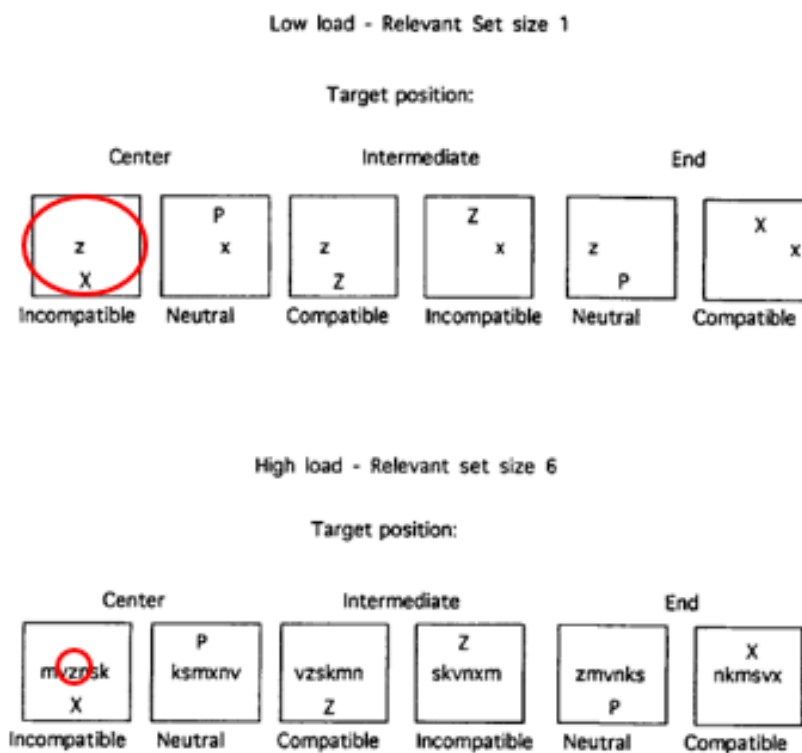 Low load - Relevant Set size 1
Target position:
Center Intermediate End
P Z X
z x z x z x
X Z P
Incompatible Neutral Compatible Incompatible Neutral Compatible
High load - Relevant set size 6
Target position:
Center Intermediate End
P Z X
mvznsk ksmxnv vzskmn skvnxm zmvnks nkmsvx
X Z P
Incompatible Neutral Compatible Incompatible Neutral Compatible